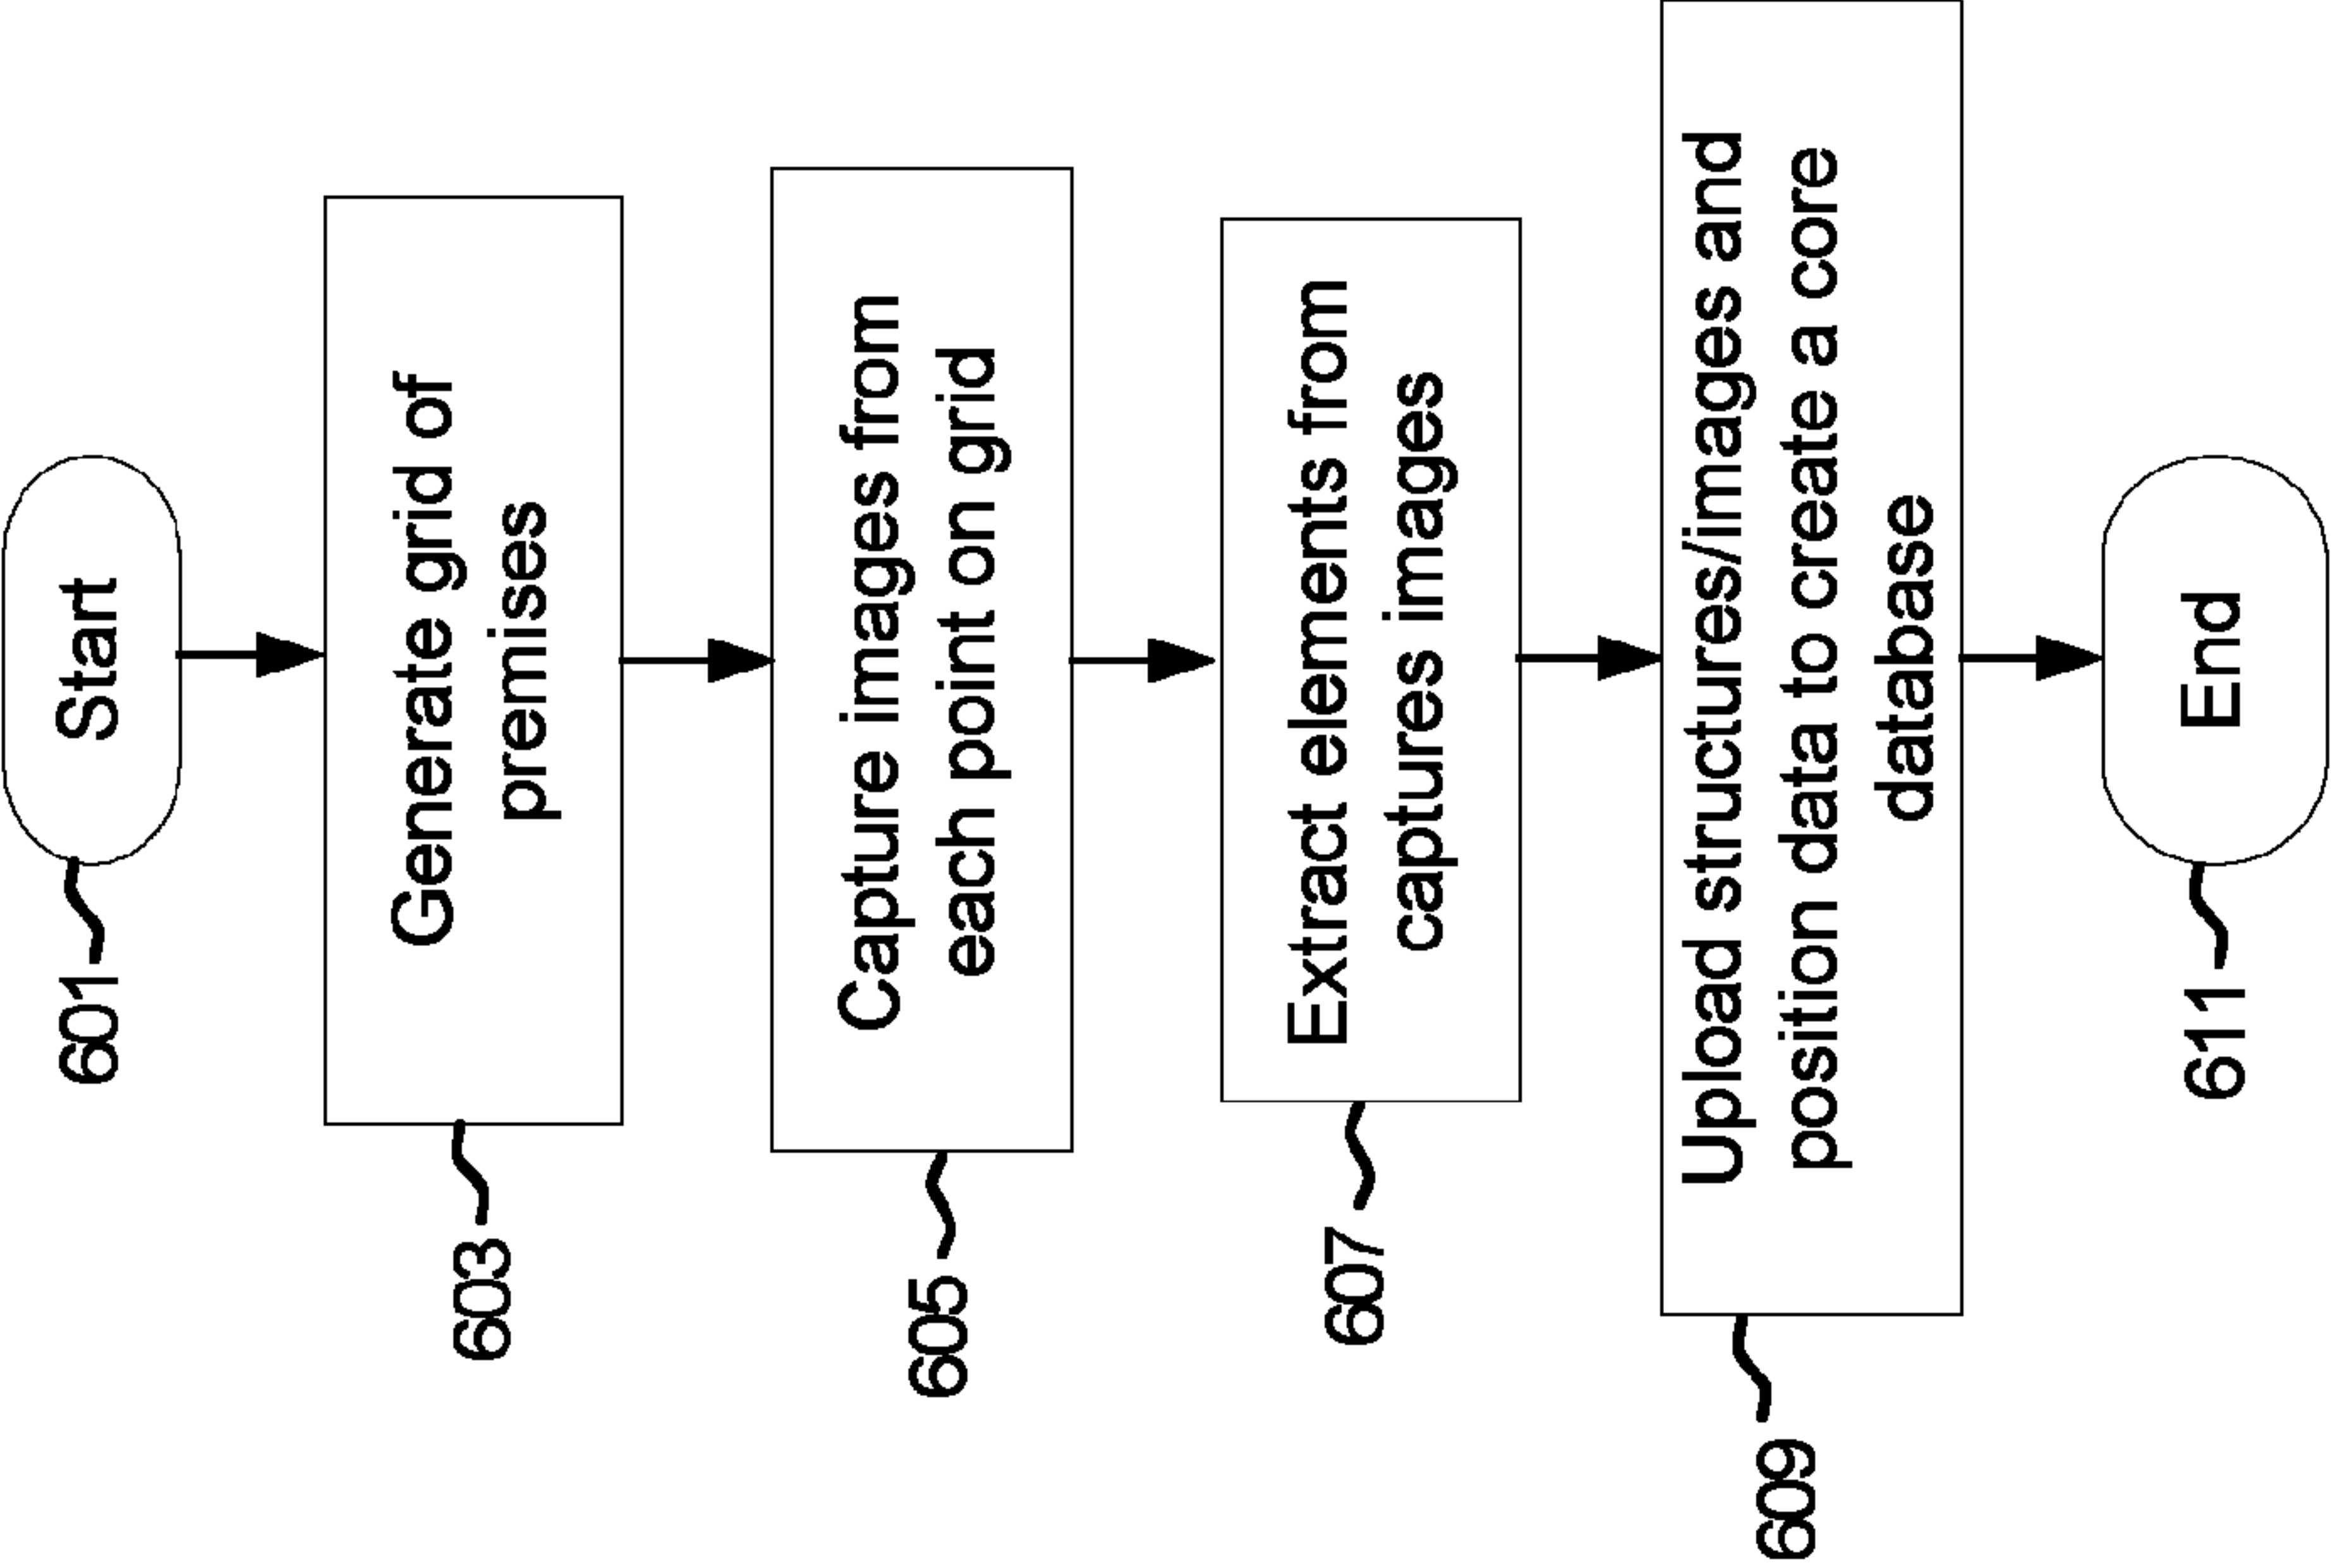 601
Start
603
Generate grid of
premises
605
Capture images from
each point on grid
607
Extract elements from
captures images
609
Upload structures/images and
position data to create a core
database
611
End